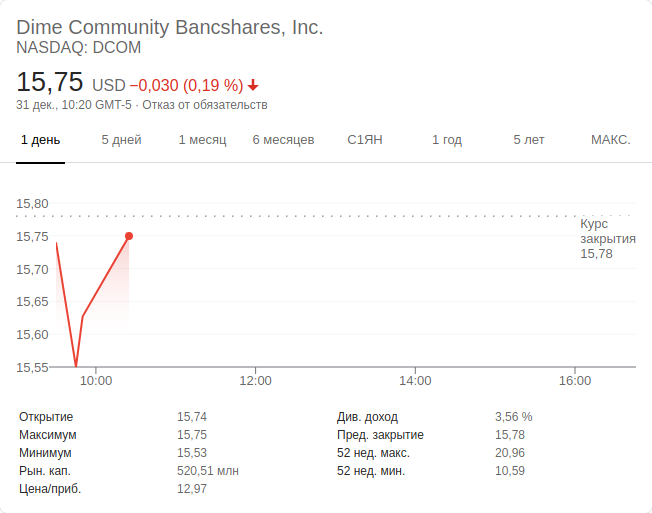 Dime Community Bancshares, Inc.
NASDAQ: DCOM
15,75 USD −0,030 (0,19 %)
31 дек., 10:20 GMT-5 · Отказ от обязательств
1 день 5 дней 1 месяц 6 месяцев С1ЯН 1 год 5 лет МАКС.
15,80
Курс
15,75
закрытия
15,78
15,70
15,65
15,60
15,55
10:00 12:00 14:00 16:00
Открытие 15,74 Див. доход 3,56 %
Максимум 15,75 Пред. закрытие 15,78
Минимум 15,53 52 нед. макс. 20,96
Рын. кап. 520,51 млн 52 нед. мин. 10,59
Цена/приб. 12,97